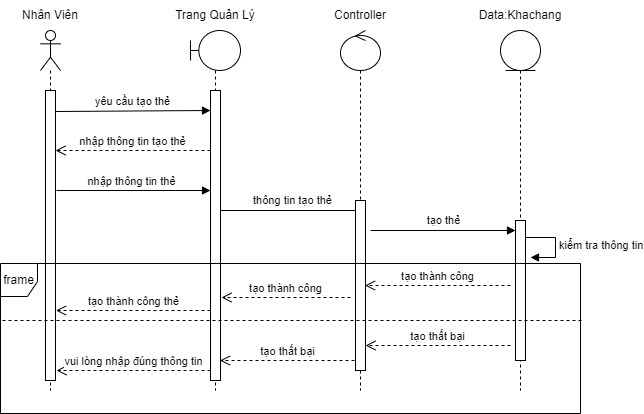 Nhân Viên
Trang Quản Lý
Controller
Data:Khachang
yêu cầu tạo thẻ
nhập thông tin tạo thẻ
nhập thông tin thẻ
thông tin tạo thẻ
tạo thẻ
kiểm tra thông tin
frame
tạo thành công
tạo thành công
tạo thành công thẻ
tạo thất bại
tạo thất bại
vui lòng nhập đúng thông tin